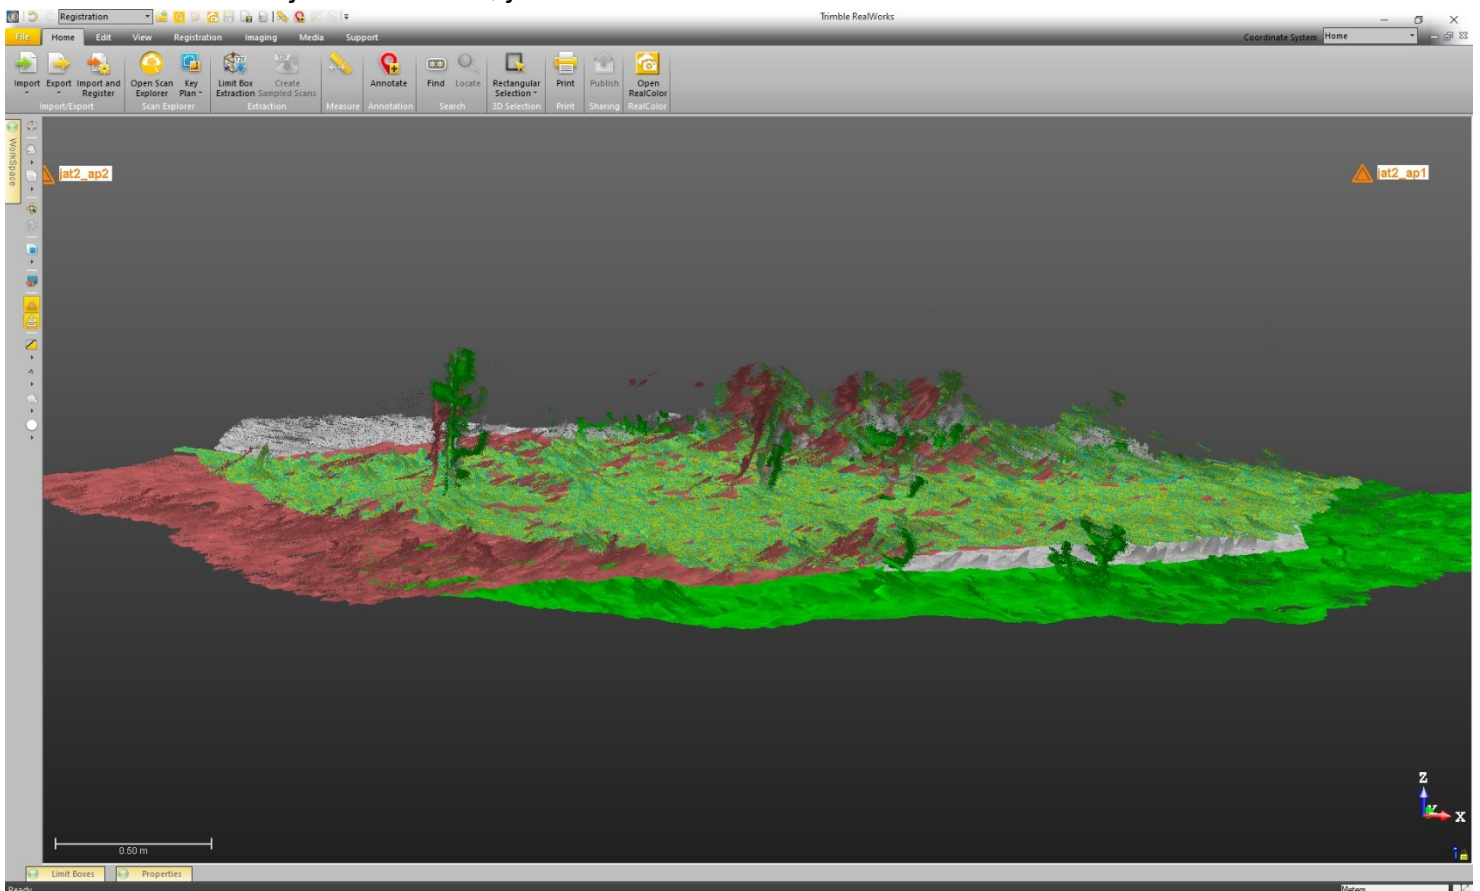 Registration
Trimble RealWorks
File Home Edit View Registration Imaging Media Support
Coordinate System Home
Import Export Import and Register Open Scan Explorer Key Plan Limit Box Extraction Create Sampled Scans Annotate Find Locate Rectangular Selection Print Publish Open RealColor
Import/Export Scan Explorer Extraction Measure Annotation Search 3D Selection Print Sharing RealColor
WorkSpace
jat2_ap2
jat2_ap1
Z
X
0.50 m
1
Limit Boxes Properties
Ready
Meters